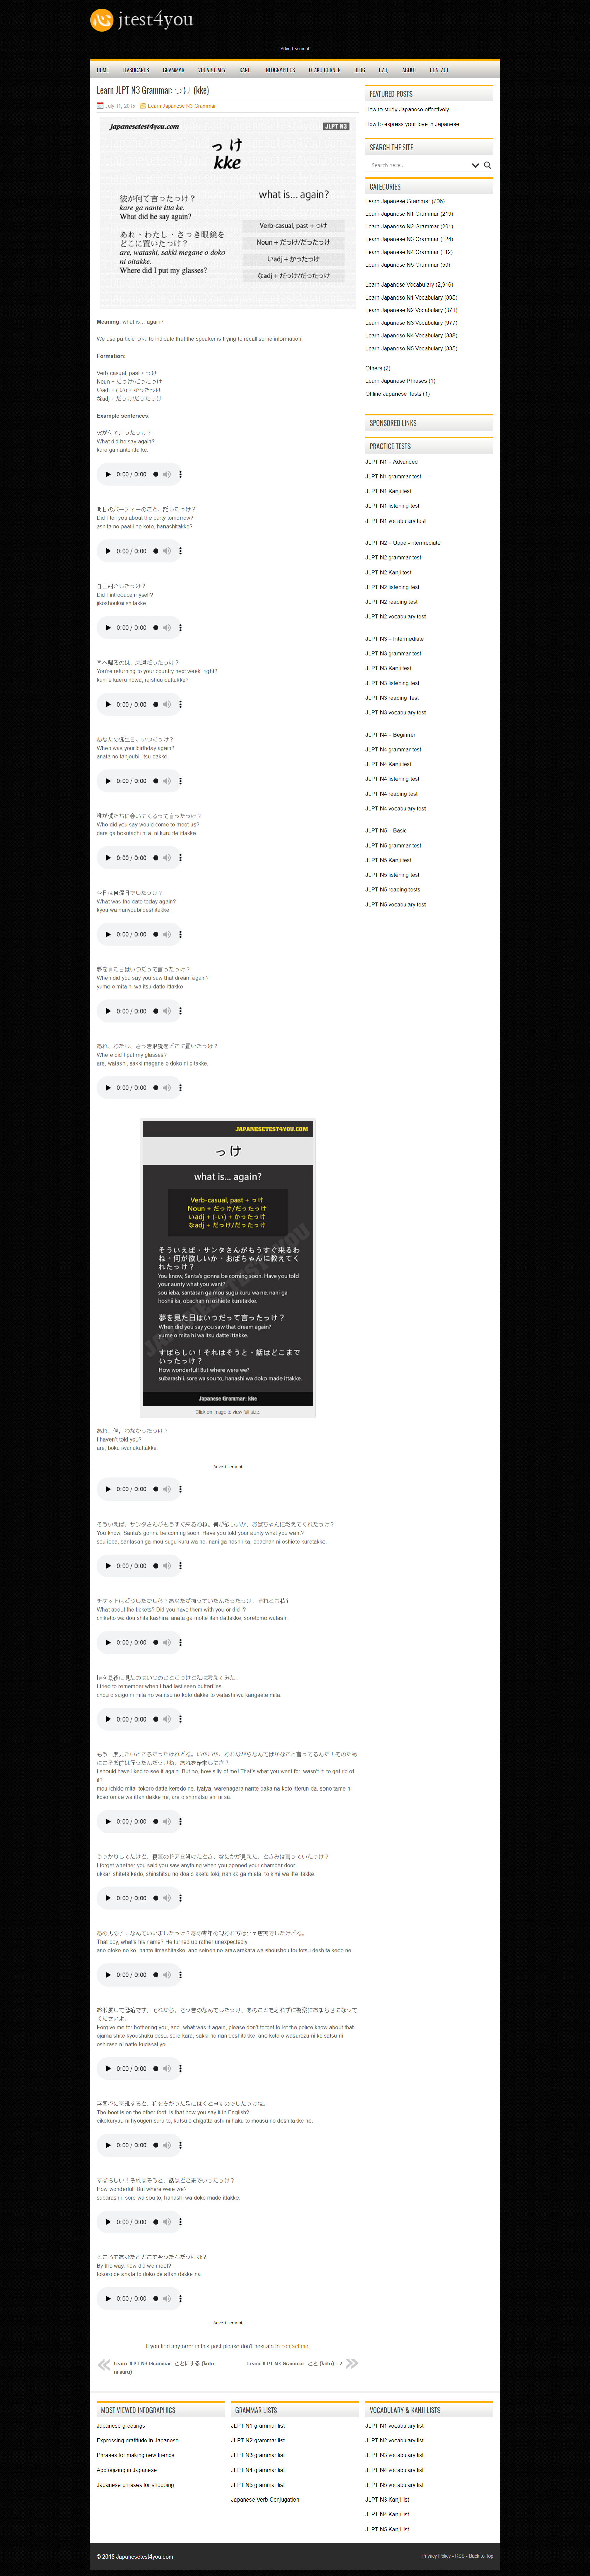 jtest4you
Advertisement
HOME FLASHCARDS GRAMMAR VOCABULARY KANJI INFOGRAPHICS OTAKU CORNER BLOG F.A.Q ABOUT CONTACT
Learn JLPT N3 Grammar: っけ (kke)
July 11, 2015 Learn Japanese N3 Grammar
japanesetest4you.com JLPT N3
っけ
kke
彼が何て言ったっけ？
kare ga nante itta kke.
What did he say again?
あれ・わたし・さっき眼鏡をどこに置いたっけ？
are, watashi, sakki megane o doko ni oitakke.
Where did I put my glasses?
what is... again?
Verb-casual, past + っけ
Noun + だっけ/だったっけ
いadj + かったっけ
なadj + だっけ/だったっけ
Meaning: what is… again?
We use particle っけ to indicate that the speaker is trying to recall some information.
Formation:
Verb-casual, past + っけ
Noun + だっけ/だったっけ
いadj + (-い) + かったっけ
なadj + だっけ/だったっけ
Example sentences:
彼が何て言ったっけ？
What did he say again?
kare ga nante itta ke.
0:00 / 0:00
明日のパーティーのこと、話したっけ？
Did I tell you about the party tomorrow?
ashita no paatii no koto, hanashitakke?
0:00 / 0:00
自己紹介したっけ？
Did I introduce myself?
jikoshoukai shitakke.
0:00 / 0:00
国へ帰るのは、来週だったっけ？
You're returning to your country next week, right?
kuni e kaeru nowa, raishuu dattakke?
0:00 / 0:00
あなたの誕生日、いつだっけ？
When was your birthday again?
anata no tanjoubi, itsu dakke.
0:00 / 0:00
誰が僕たちに会いにくるって言ったっけ？
Who did you say would come to meet us?
dare ga bokutachi ni ai ni kuru tte ittakke.
0:00 / 0:00
今日は何曜日でしたっけ？
What was the date today again?
kyou wa nanyoubi deshitakke.
0:00 / 0:00
夢を見た日はいつだって言ったっけ？
When did you say you saw that dream again?
yume o mita hi wa itsu datte ittakke.
0:00 / 0:00
あれ、わたし、さっき眼鏡をどこに置いたっけ？
Where did I put my glasses?
are, watashi, sakki megane o doko ni oitakke.
0:00 / 0:00
JAPANESETEST4YOU.COM
っけ
what is... again?
Verb-casual, past + っけ
Noun + だっけ/だったっけ
いadj + (-い) + かったっけ
なadj + だっけ/だったっけ
そういえば・サンタさんがもうすぐ来るわね・何が欲しいか・おばちゃんに教えてくれたっけ？
You know, Santa's gonna be coming soon. Have you told your aunty what you want?
sou ieba, santasan ga mou sugu kuru wa ne. nani ga hoshii ka, obachan ni oshiete kuretakke.
夢を見た日はいつだって言ったっけ？
When did you say you saw that dream again?
yume o mita hi wa itsu datte ittakke.
すばらしい！それはそうと・話はどこまでいったっけ？
How wonderful! But where were we?
subarashii. sore wa sou to, hanashi wa doko made ittakke.
Japanese Grammar: kke
Click on image to view full size.
あれ、僕言わなかったっけ？
I haven't told you?
are, boku iwanakattakke.
Advertisement
0:00 / 0:00
そういえば、サンタさんがもうすぐ来るわね。何が欲しいか、おばちゃんに教えてくれたっけ？
You know, Santa's gonna be coming soon. Have you told your aunty what you want?
sou ieba, santasan ga mou sugu kuru wa ne. nani ga hoshii ka, obachan ni oshiete kuretakke.
0:00 / 0:00
チケットはどうしたかしら？あなたが持っていたんだったっけ、それとも私？
What about the tickets? Did you have them with you or did I?
chiketto wa dou shita kashira. anata ga motte itan dattakke, soretomo watashi.
0:00 / 0:00
蝶を最後に見たのはいつのことだっけと私は考えてみた。
I tried to remember when I had last seen butterflies.
chou o saigo ni mita no wa itsu no koto dakke to watashi wa kangaete mita.
0:00 / 0:00
もう一度見たいところだったけれどね。いやいや、われながらなんてばかなこと言ってるんだ！そのためにこそお前は行ったんだっけね、あれを始末しにさ？
I should have liked to see it again. But no, how silly of me! That's what you went for, wasn't it: to get rid of it?
mou ichido mitai tokoro datta keredo ne. iyaiya, warenagara nante baka na koto itterun da. sono tame ni koso omae wa ittan dakke ne, are o shimatsu shi ni sa.
0:00 / 0:00
うっかりしてたけど、寝室のドアを開けたとき、なにかが見えた、ときみは言っていたっけ？
I forget whether you said you saw anything when you opened your chamber door.
ukkari shiteta kedo, shinshitsu no doa o aketa toki, nanika ga mieta, to kimi wa itte itakke.
0:00 / 0:00
あの男の子、なんていいましたっけ？あの青年の現われ方は少々唐突でしたけどね。
That boy, what's his name? He turned up rather unexpectedly.
ano otoko no ko, nante iimashitakke. ano seinen no arawarekata wa shoushou toutotsu deshita kedo ne.
0:00 / 0:00
お邪魔して恐縮です。それから、さっきのなんでしたっけ、あのことを忘れずに警察にお知らせになってくださいよ。
Forgive me for bothering you, and, what was it again, please don't forget to let the police know about that.
ojama shite kyoushuku desu. sore kara, sakki no nan deshitakke, ano koto o wasurezu ni keisatsu ni oshirase ni natte kudasai yo.
0:00 / 0:00
英国流に表現すると、靴をちがった足にはくと申すのでしたっけね。
The boot is on the other foot, is that how you say it in English?
eikokuryuu ni hyougen suru to, kutsu o chigatta ashi ni haku to mousu no deshitakke ne.
0:00 / 0:00
すばらしい！それはそうと、話はどこまでいったっけ？
How wonderful! But where were we?
subarashii. sore wa sou to, hanashi wa doko made ittakke.
0:00 / 0:00
ところであなたとどこで会ったんだっけな？
By the way, how did we meet?
tokoro de anata to doko de attan dakke na.
0:00 / 0:00
Advertisement
If you find any error in this post please don't hesitate to contact me.
Learn JLPT N3 Grammar: ことにする (koto ni suru)
Learn JLPT N3 Grammar: こと (koto) - 2
FEATURED POSTS
How to study Japanese effectively
How to express your love in Japanese
SEARCH THE SITE
Search here..
CATEGORIES
Learn Japanese Grammar (706)
Learn Japanese N1 Grammar (219)
Learn Japanese N2 Grammar (201)
Learn Japanese N3 Grammar (124)
Learn Japanese N4 Grammar (112)
Learn Japanese N5 Grammar (50)
Learn Japanese Vocabulary (2,916)
Learn Japanese N1 Vocabulary (895)
Learn Japanese N2 Vocabulary (371)
Learn Japanese N3 Vocabulary (977)
Learn Japanese N4 Vocabulary (338)
Learn Japanese N5 Vocabulary (335)
Others (2)
Learn Japanese Phrases (1)
Offline Japanese Tests (1)
SPONSORED LINKS
PRACTICE TESTS
JLPT N1 – Advanced
JLPT N1 grammar test
JLPT N1 Kanji test
JLPT N1 listening test
JLPT N1 vocabulary test
JLPT N2 – Upper-intermediate
JLPT N2 grammar test
JLPT N2 Kanji test
JLPT N2 listening test
JLPT N2 reading test
JLPT N2 vocabulary test
JLPT N3 – Intermediate
JLPT N3 grammar test
JLPT N3 Kanji test
JLPT N3 listening test
JLPT N3 reading Test
JLPT N3 vocabulary test
JLPT N4 – Beginner
JLPT N4 grammar test
JLPT N4 Kanji test
JLPT N4 listening test
JLPT N4 reading test
JLPT N4 vocabulary test
JLPT N5 – Basic
JLPT N5 grammar test
JLPT N5 Kanji test
JLPT N5 listening test
JLPT N5 reading tests
JLPT N5 vocabulary test
MOST VIEWED INFOGRAPHICS
Japanese greetings
Expressing gratitude in Japanese
Phrases for making new friends
Apologizing in Japanese
Japanese phrases for shopping
GRAMMAR LISTS
JLPT N1 grammar list
JLPT N2 grammar list
JLPT N3 grammar list
JLPT N4 grammar list
JLPT N5 grammar list
Japanese Verb Conjugation
VOCABULARY & KANJI LISTS
JLPT N1 vocabulary list
JLPT N2 vocabulary list
JLPT N3 vocabulary list
JLPT N4 vocabulary list
JLPT N5 vocabulary list
JLPT N3 Kanji list
JLPT N4 Kanji list
JLPT N5 Kanji list
© 2018 Japanesetest4you.com
Privacy Policy - RSS - Back to Top